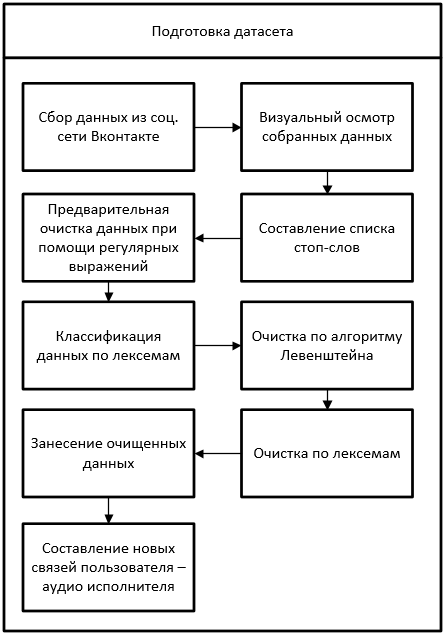 Подготовка датасета
Сбор данных из соц.
сети Вконтакте
Визуальный осмотр
собранных данных
Составление списка
стоп-слов
Предварительная
очистка данных при
помощи регулярных
выражений
Классификация
данных по лексемам
Очистка по алгоритму
Левенштейна
Очистка по лексемам
Занесение очищенных
данных
Составление новых
связей пользователя –
аудио исполнителя